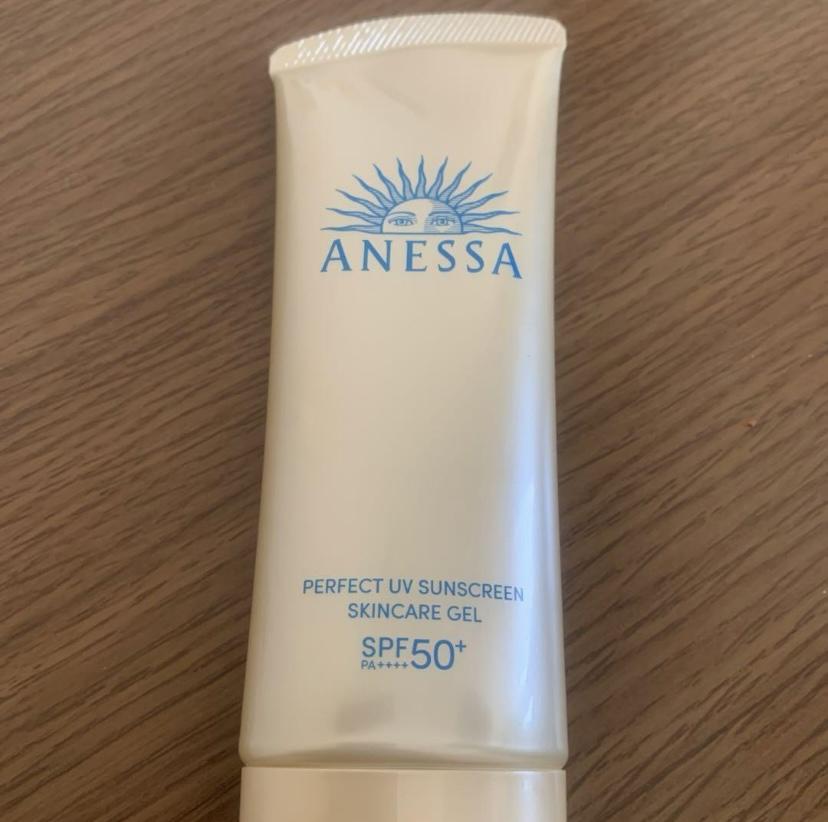 ANESSA
PERFECT UV SUNSCREEN
SKINCARE GEL
SPF50+
PA++++